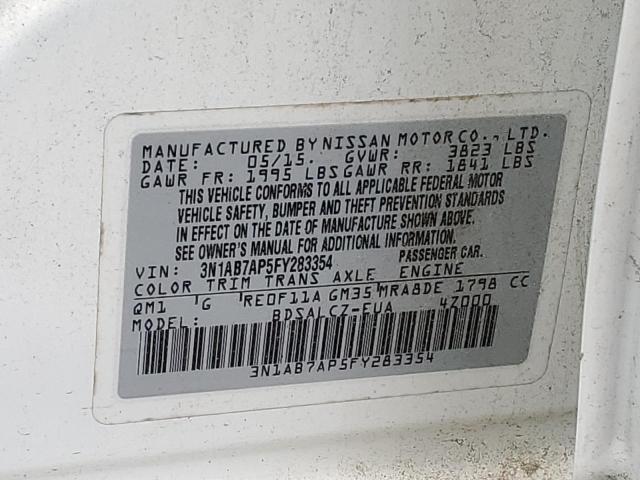 MANUFACTURED BY NISSAN MOTOR CO., LTD.
DATE: 05/15. GVWR: 3823 LBS
GAWR FR: 1995 LBS GAWR RR: 1841 LBS
THIS VEHICLE CONFORMS TO ALL APPLICABLE FEDERAL MOTOR
VEHICLE SAFETY, BUMPER AND THEFT PREVENTION STANDARDS
IN EFFECT ON THE DATE OF MANUFACTURE SHOWN ABOVE.
SEE OWNER'S MANUAL FOR ADDITIONAL INFORMATION.
VIN: 3N1AB7AP5FY283354 PASSENGER CAR.
COLOR TRIM TRANS AXLE ENGINE
QM1 G RE0F11A GM35 MRA8DE 1798 CC
MODEL: BDSALCZ-EUA 4Z000
3N1AB7AP5FY283354